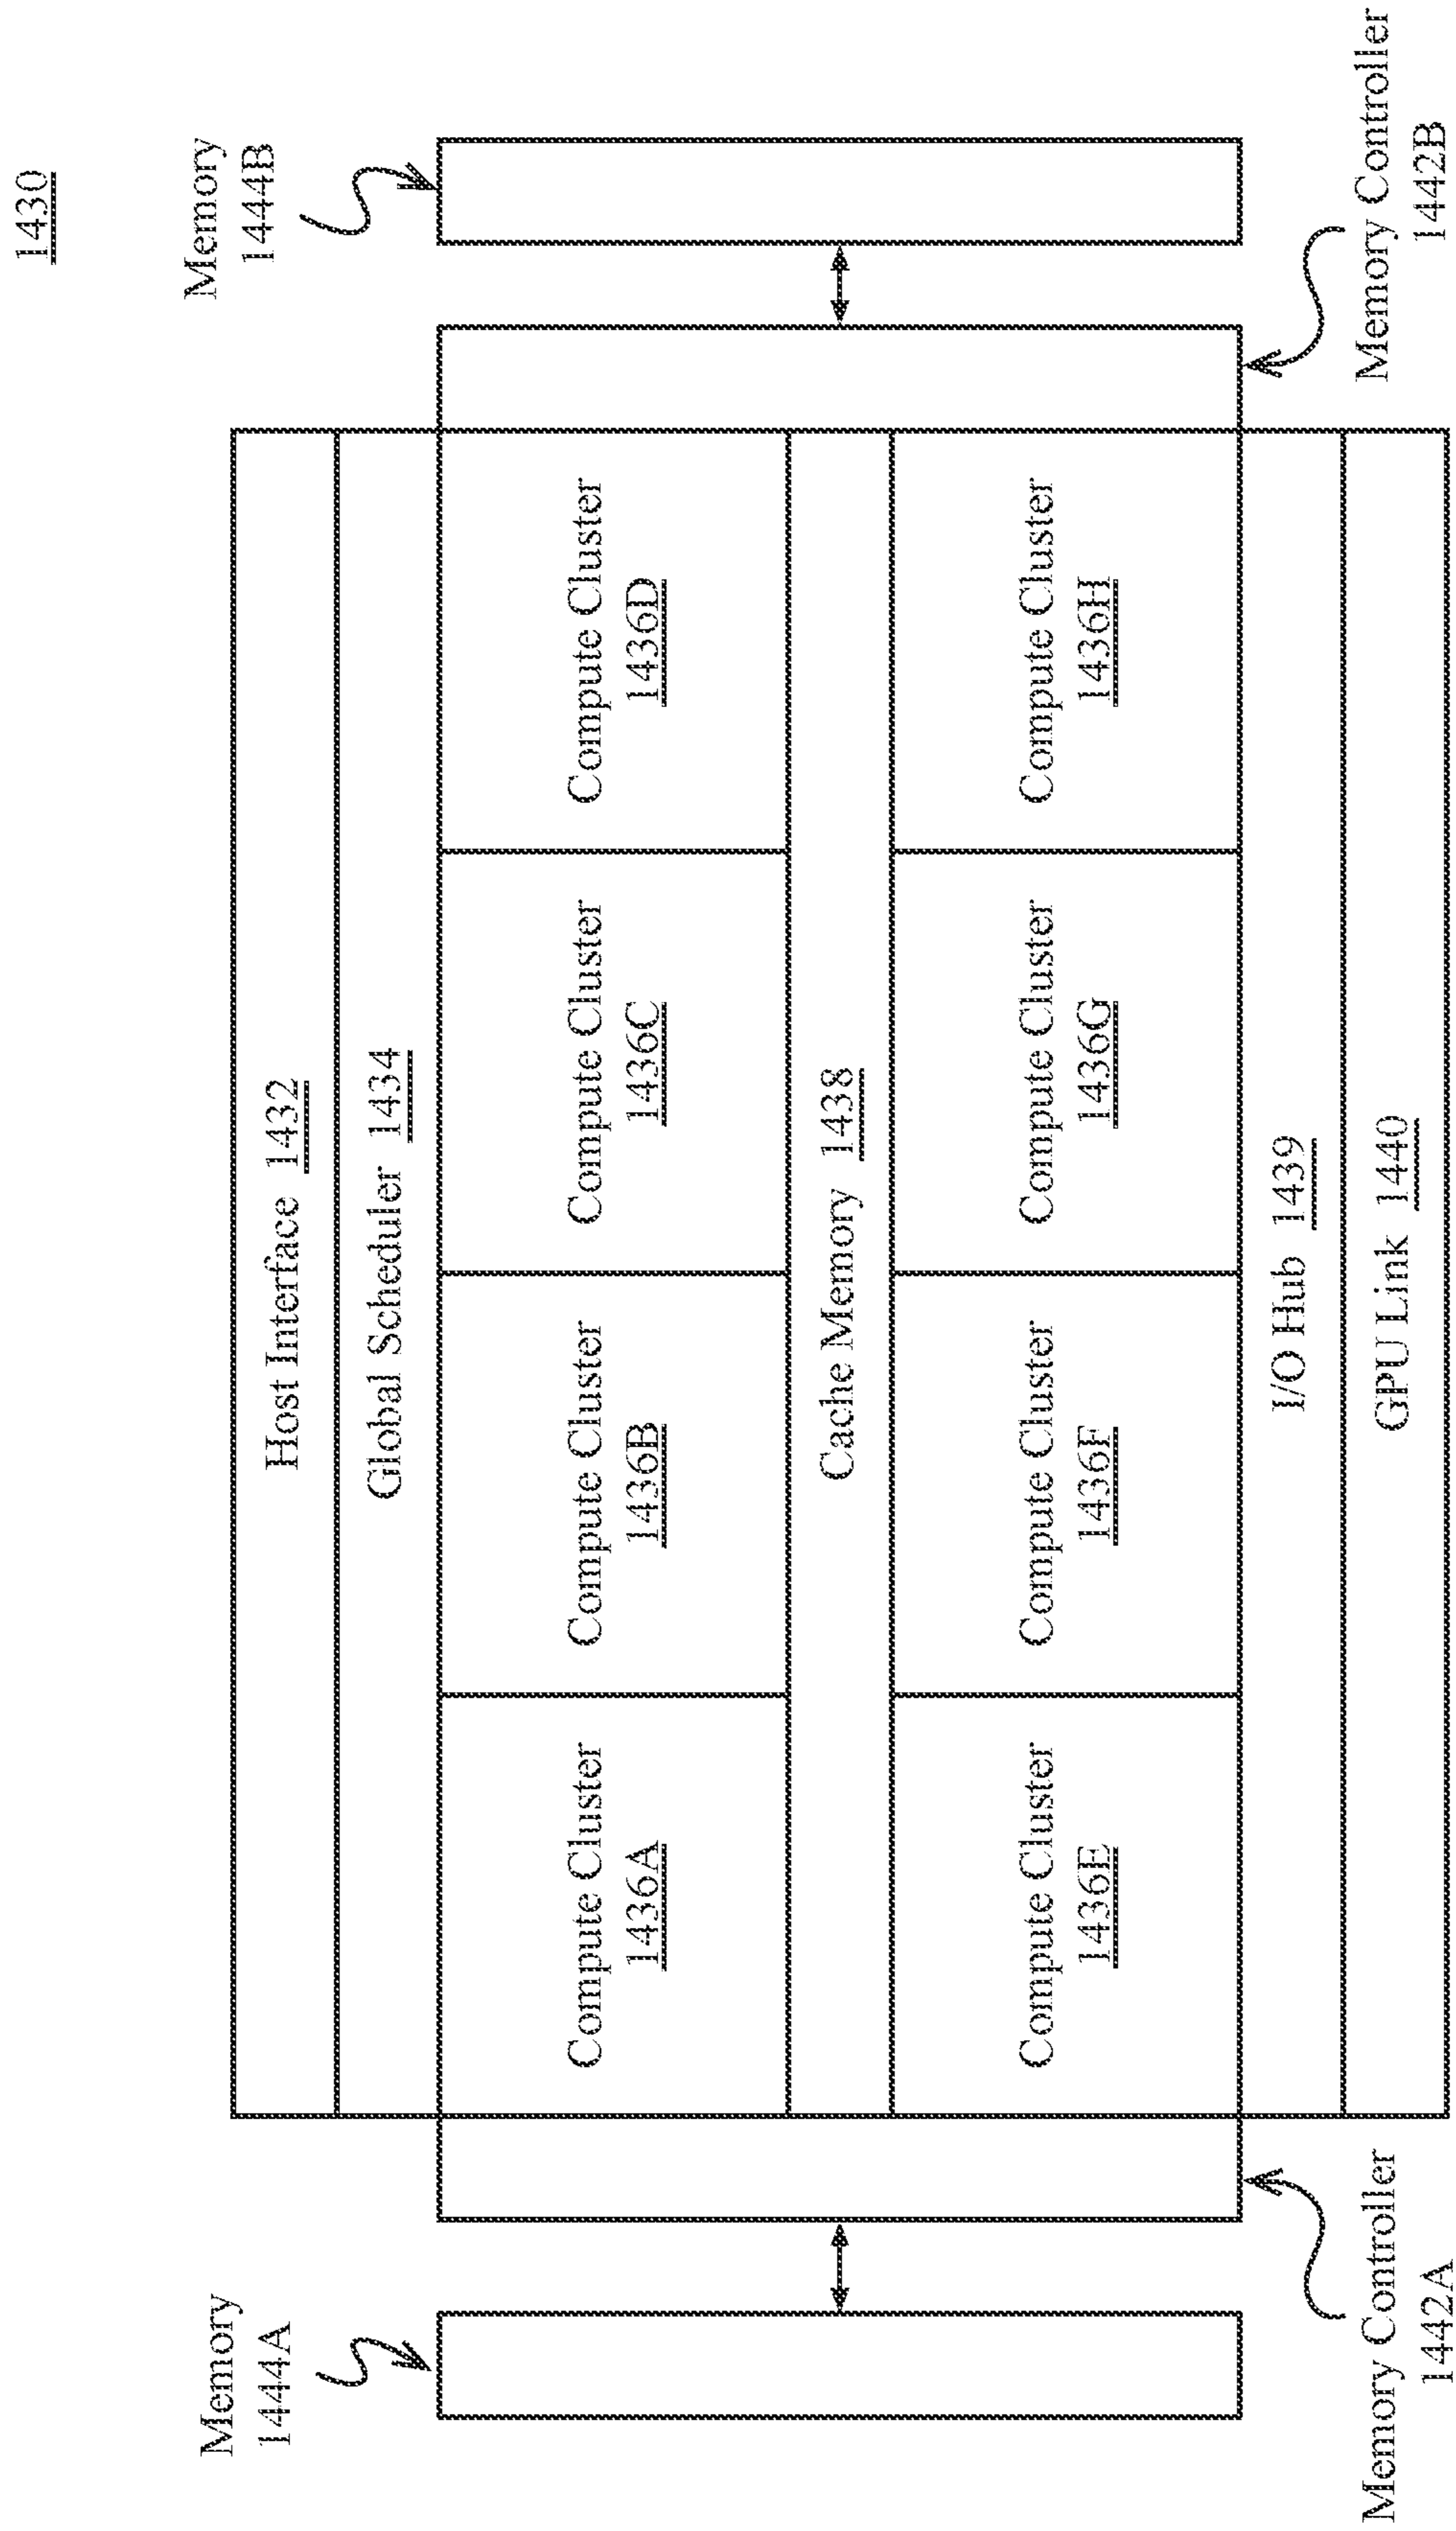 1430
Memory
1444A
Memory
1444B
Host Interface 1432
Global Scheduler 1434
Compute Cluster
1436A
Compute Cluster
1436B
Compute Cluster
1436C
Compute Cluster
1436D
Cache Memory 1438
Compute Cluster
1436E
Compute Cluster
1436F
Compute Cluster
1436G
Compute Cluster
1436H
I/O Hub 1439
GPU Link 1440
Memory Controller
1442A
Memory Controller
1442B